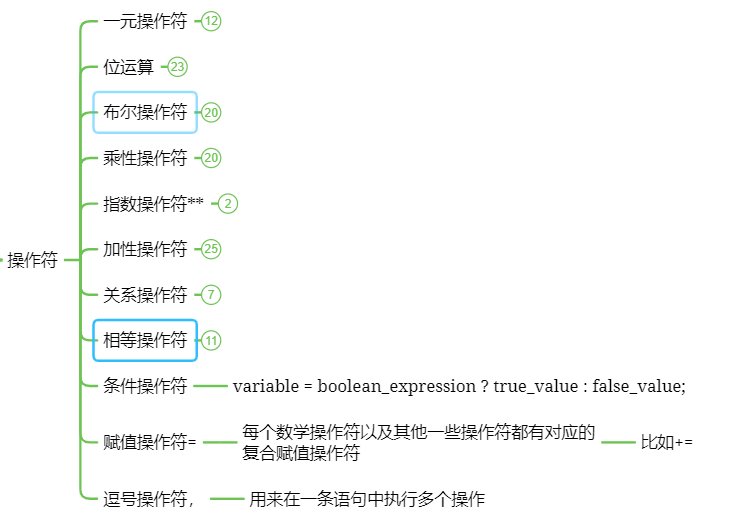 操作符
一元操作符 12
位运算 23
布尔操作符 20
乘性操作符 20
指数操作符** 2
加性操作符 25
关系操作符 7
相等操作符 11
条件操作符 variable = boolean_expression ? true_value : false_value;
赋值操作符= 每个数学操作符以及其他一些操作符都有对应的
复合赋值操作符 比如+=
逗号操作符， 用来在一条语句中执行多个操作